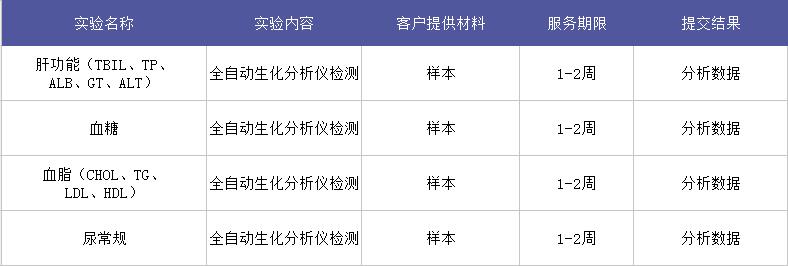 实验名称 实验内容 客户提供材料 服务期限 提交结果
肝功能（TBIL、TP、
ALB、GT、ALT） 全自动生化分析仪检测 样本 1-2周 分析数据
血糖 全自动生化分析仪检测 样本 1-2周 分析数据
血脂（CHOL、TG、
LDL、HDL） 全自动生化分析仪检测 样本 1-2周 分析数据
尿常规 全自动生化分析仪检测 样本 1-2周 分析数据